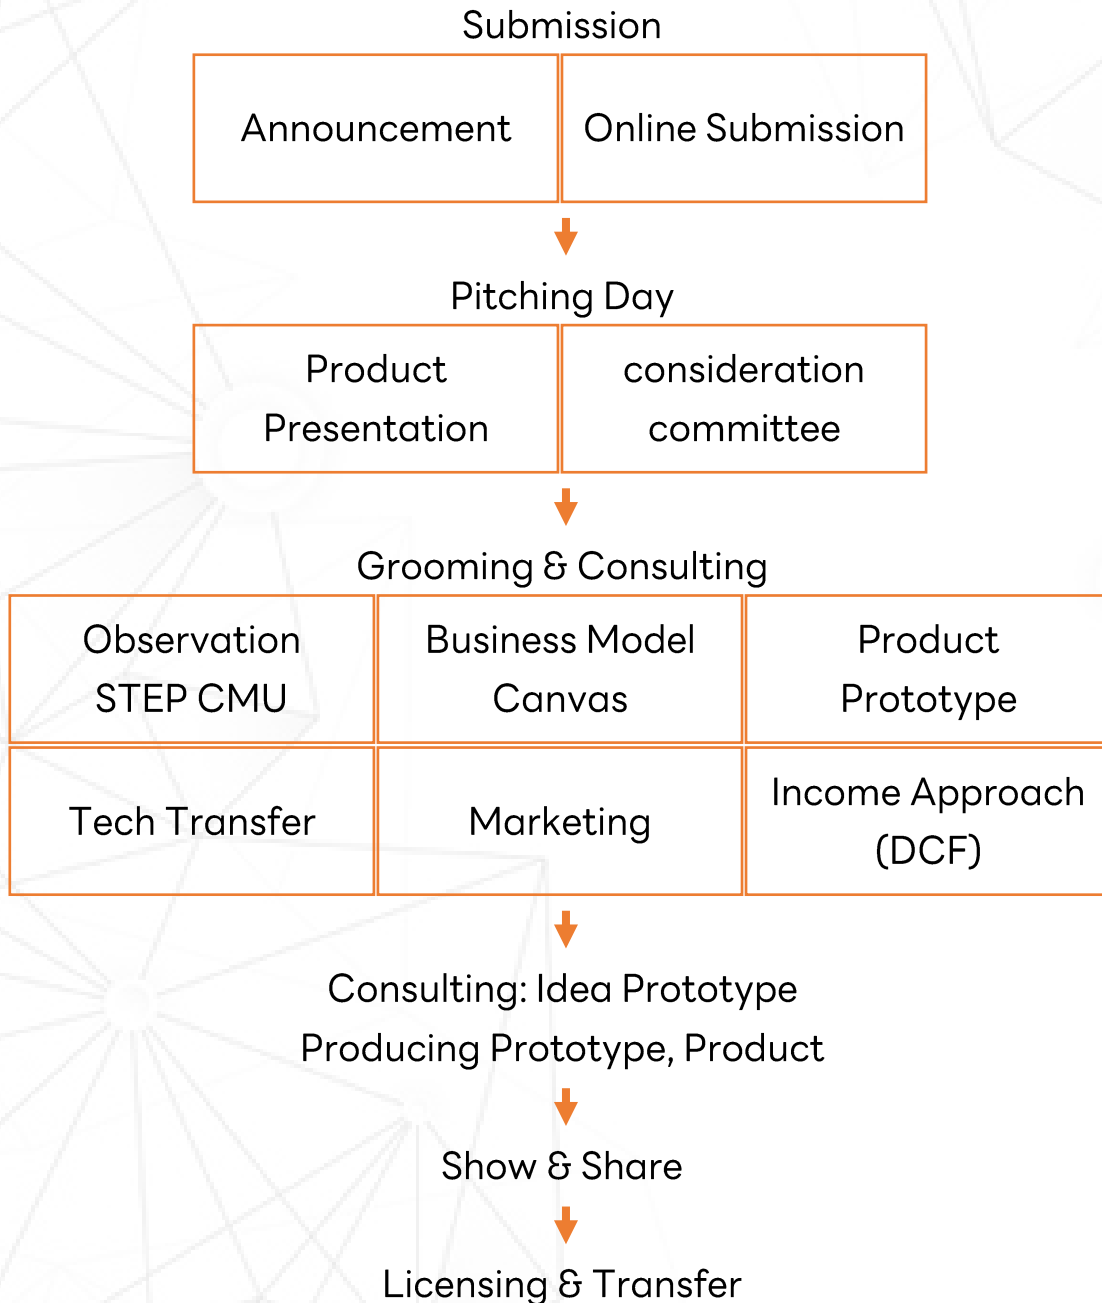 Submission
Announcement
Online Submission
Pitching Day
Product
Presentation
consideration
committee
Grooming & Consulting
Observation
STEP CMU
Business Model
Canvas
Product
Prototype
Tech Transfer
Marketing
Income Approach
(DCF)
Consulting: Idea Prototype
Producing Prototype, Product
Show & Share
Licensing & Transfer